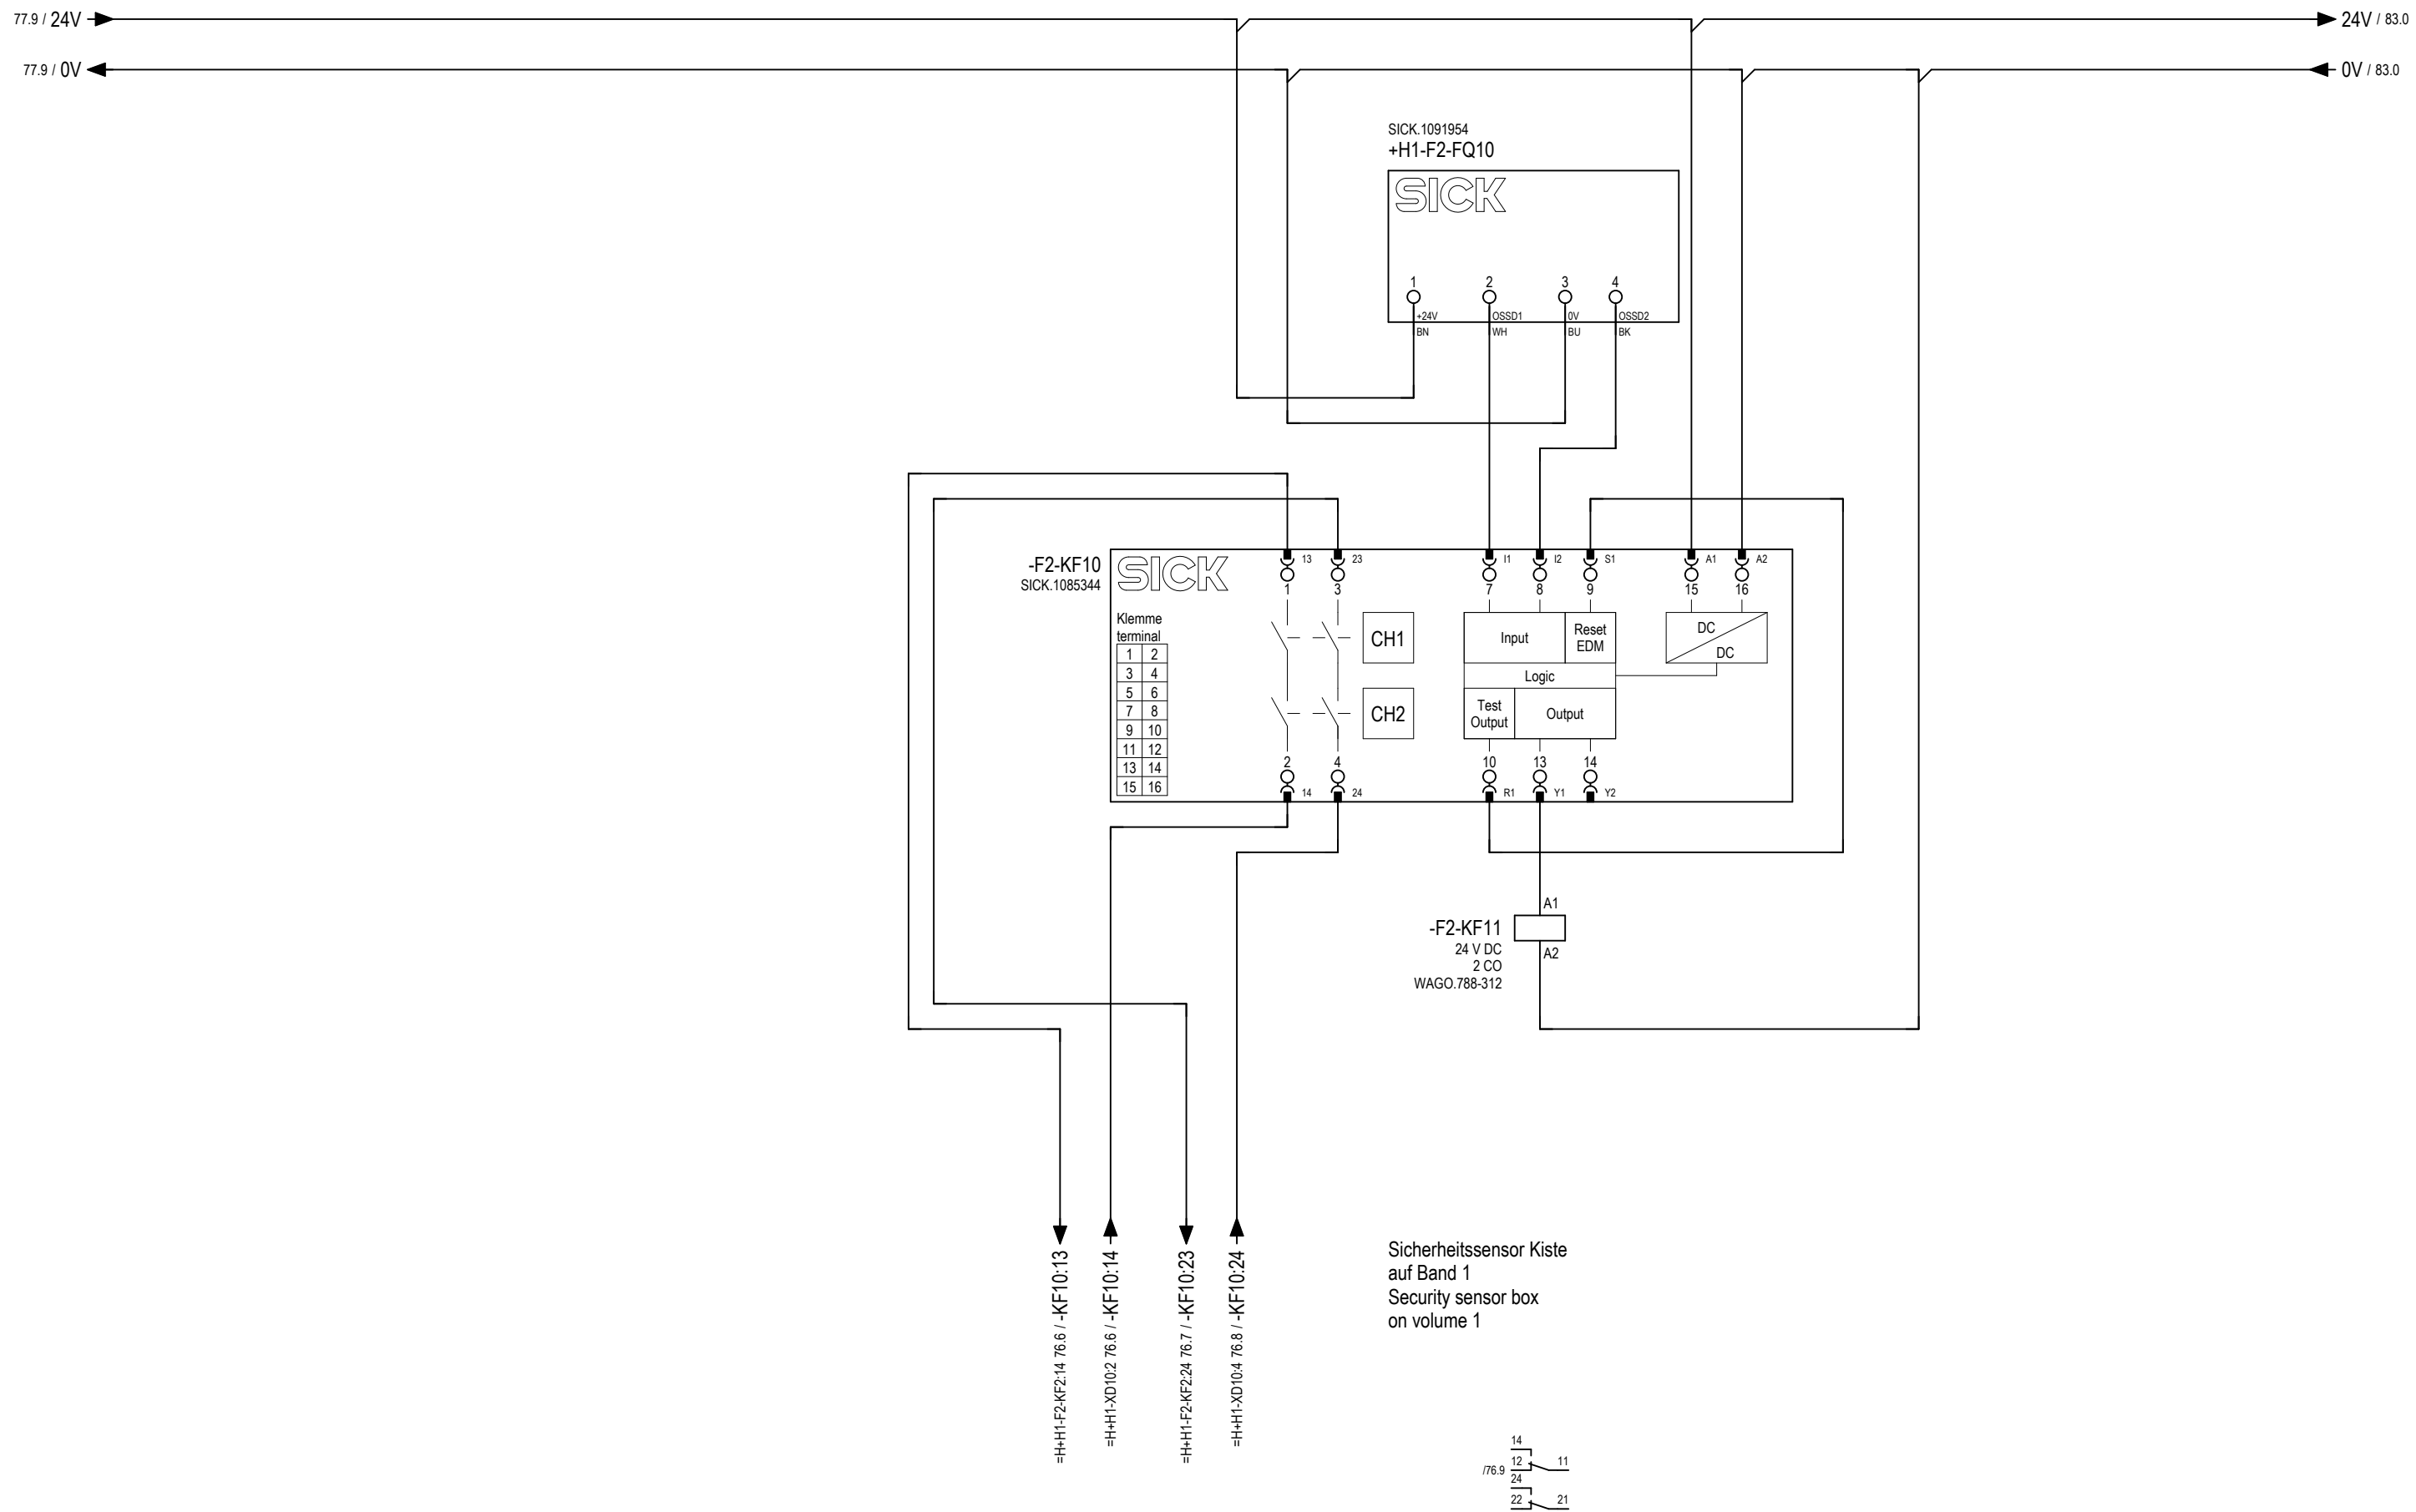 77.9 / 24V
24V / 83.0
77.9 / 0V
0V / 83.0
SICK.1091954
+H1-F2-FQ10
SICK
1 2 3 4
+24V OSSD1 0V OSSD2
BN WH BU BK
-F2-KF10
SICK.1085344
SICK
13 23 I1 I2 S1 A1 A2
1 3 7 8 9 15 16
Klemme
terminal
1 2
3 4
5 6
7 8
9 10
11 12
13 14
15 16
CH1
CH2
Input
Reset
EDM
Logic
Test
Output
Output
DC
DC
2 4 10 13 14
14 24 R1 Y1 Y2
A1
-F2-KF11
24 V DC
2 CO
WAGO.788-312
A2
=H+H1-F2-KF2:14 76.6 / -KF10:13
=H+H1-XD10:2 76.6 / -KF10:14
=H+H1-F2-KF2:24 76.7 / -KF10:23
=H+H1-XD10:4 76.8 / -KF10:24
Sicherheitssensor Kiste
auf Band 1
Security sensor box
on volume 1
14
/76.9 12 11
24
22 21